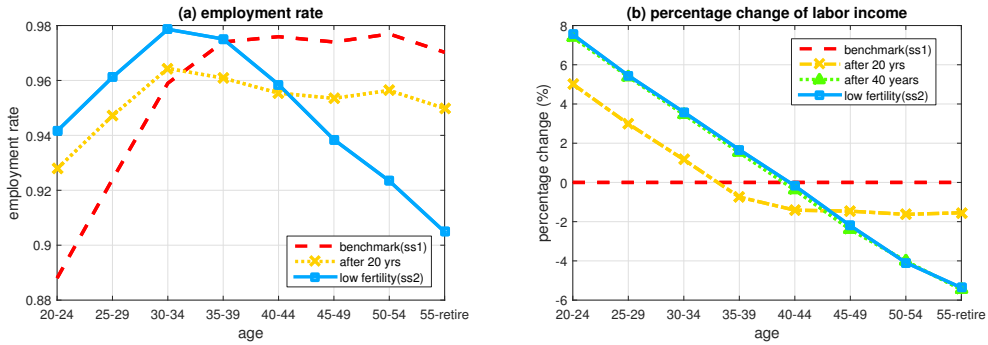 (a) employment rate
employment rate
0.98
0.96
0.94
0.92
0.9
0.88
20-24 25-29 30-34 35-39 40-44 45-49 50-54 55-retire
age
benchmark(ss1)
after 20 yrs
low fertility(ss2)
(b) percentage change of labor income
percentage change (%)
8
6
4
2
0
-2
-4
-6
20-24 25-29 30-34 35-39 40-44 45-49 50-54 55-retire
age
benchmark(ss1)
after 20 yrs
after 40 years
low fertility(ss2)